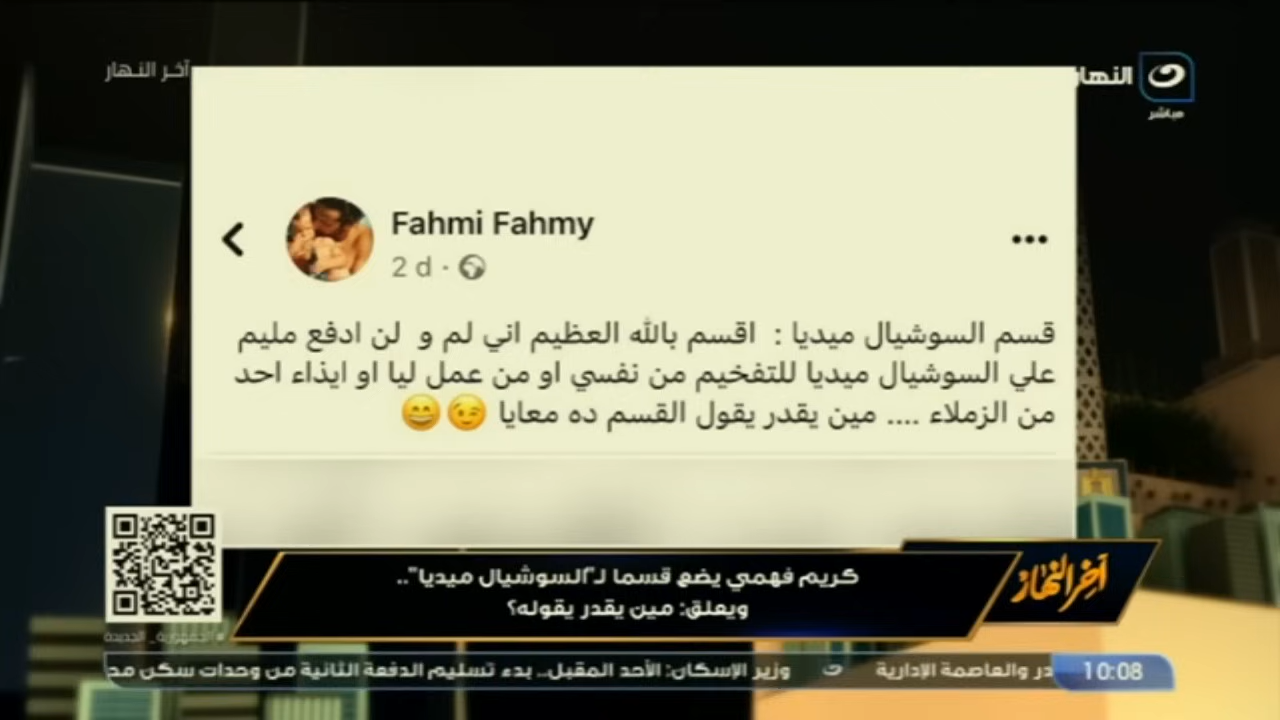 آخر النهار
النهار
مباشر
Fahmi Fahmy
2 d
قسم السوشيال ميديا : اقسم بالله العظيم اني لم و لن ادفع مليم
علي السوشيال ميديا للتفخيم من نفسي او من عمل ليا او ايذاء احد
من الزملاء .... مين يقدر يقول القسم ده معايا 😉😁
كريم فهمي يضع قسما لـ"السوشيال ميديا"..
ويعلق: مين يقدر يقوله؟
آخر النهار
#الجمهورية_الجديدة
10:08
در والعاصمة الإدارية
وزير الإسكان: الأحد المقبل.. بدء تسليم الدفعة الثانية من وحدات سكن مص